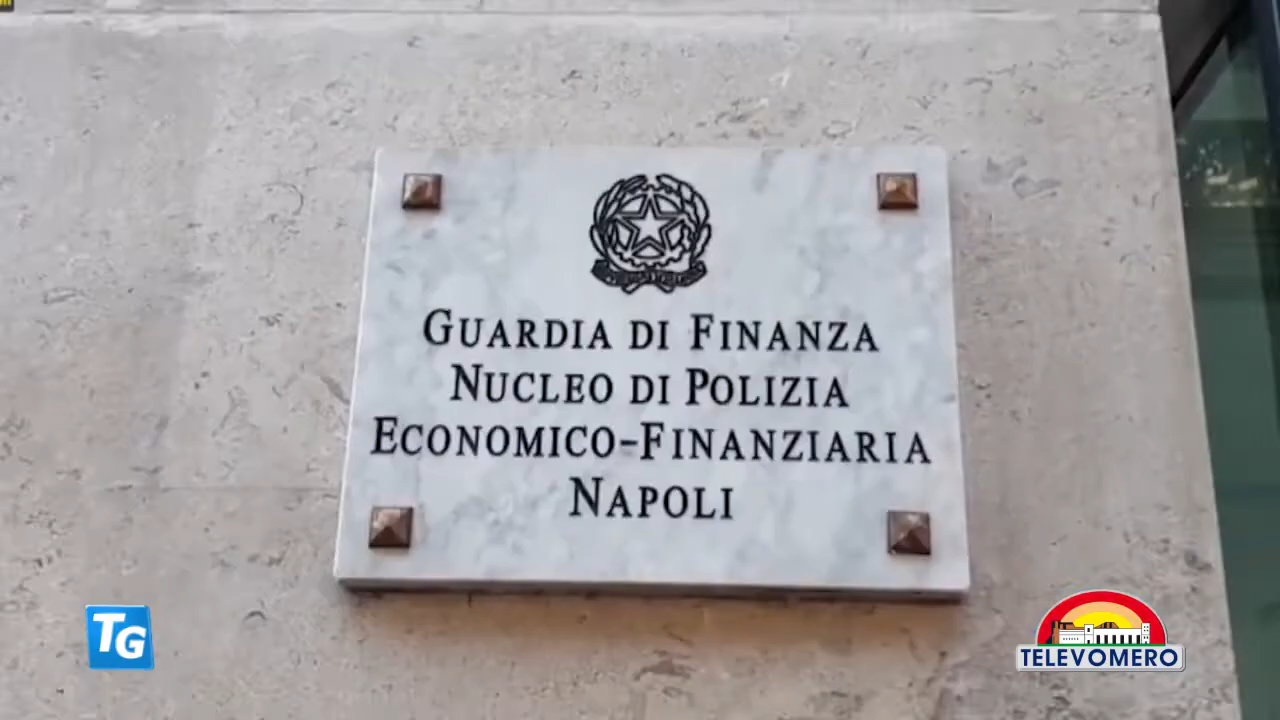 GUARDIA DI FINANZA
NUCLEO DI POLIZIA
ECONOMICO-FINANZIARIA
NAPOLI
TG
TELEVOMERO